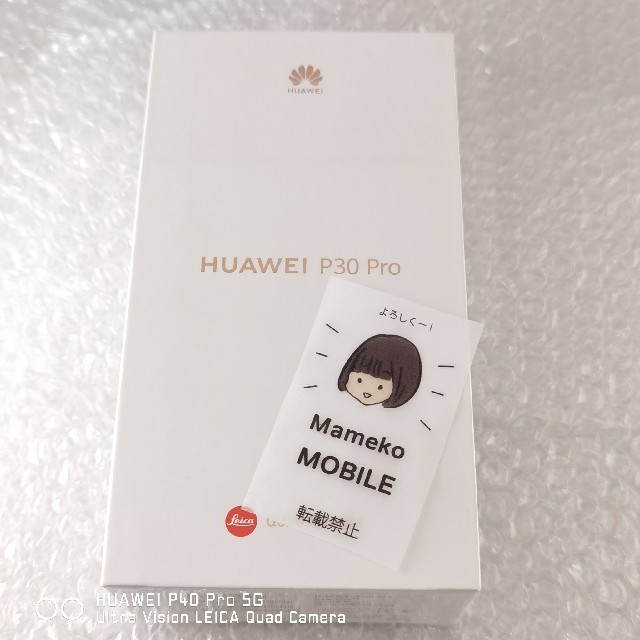 HUAWEI
HUAWEI P30 Pro
よろしくー！
Mameko
MOBILE
転載禁止
Leica
HUAWEI P40 Pro 5G
Ultra Vision LEICA Quad Camera